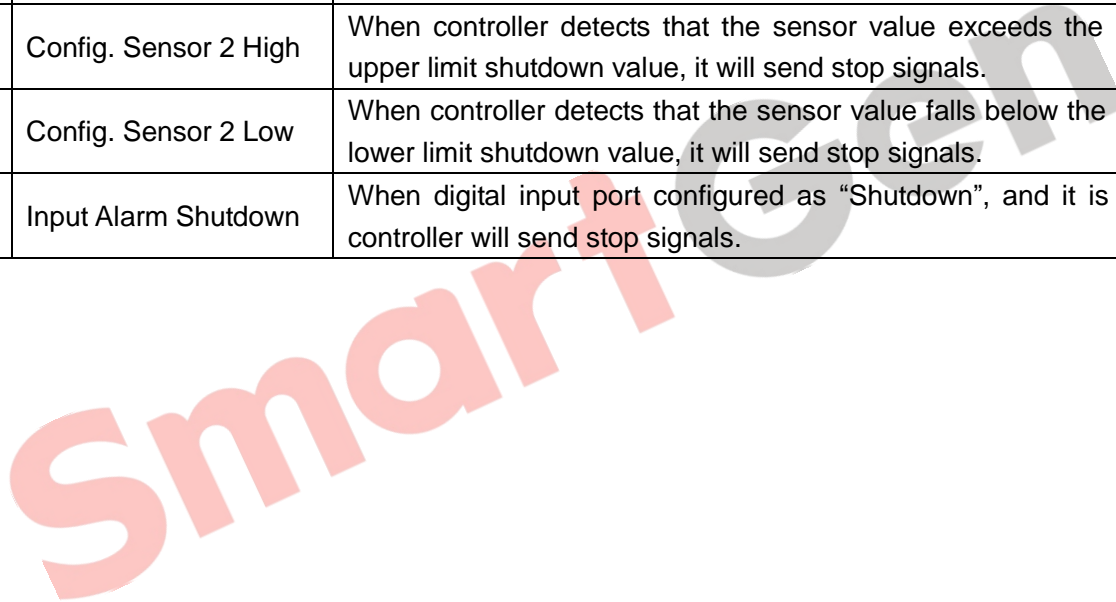 Config. Sensor 2 High
When controller detects that the sensor value exceeds the
upper limit shutdown value, it will send stop signals.
Config. Sensor 2 Low
When controller detects that the sensor value falls below the
lower limit shutdown value, it will send stop signals.
Input Alarm Shutdown
When digital input port configured as “Shutdown”, and it is
controller will send stop signals.
SmartGen